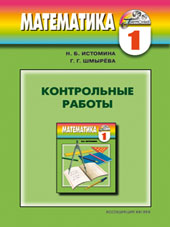 МАТЕМАТИКА 1
Н. Б. ИСТОМИНА
Г. Г. ШМЫРЁВА
КОНТРОЛЬНЫЕ
РАБОТЫ
МАТЕМАТИКА
1
АССОЦИАЦИЯ XXI ВЕК